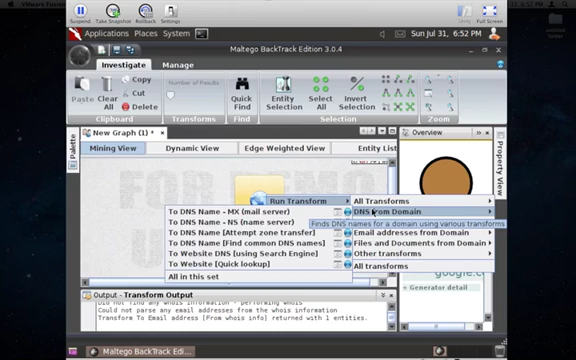 VMware Fusion
Suspend Take Snapshot Rollback Settings Full Screen
Applications Places System Sun Jul 31, 6:52 PM
Maltego BackTrack Edition 3.0.4
Investigate Manage
Copy
Cut
Delete
Paste Clear All
Number of Results
Quick Find
Entity Selection Select All Invert Selection
Clipboard Transforms Find Selection Zoom
New Graph (1) *
Overview
Palette
Mining View Dynamic View Edge Weighted View
Property View
FOR DEMO
Run Transform
All Transforms
DNS from Domain
Finds DNS names for a domain using various transforms
Email addresses from Domain
Files and Documents from Domain
Other transforms
All transforms
To DNS Name - MX (mail server)
To DNS Name - NS (name server)
To DNS Name [Attempt zone transfer]
To DNS Name [Find common DNS names]
To Website DNS [using Search Engine]
To Website [Quick lookup]
All in this set
google.c
Generator detail
Output - Transform Output
Did not find any whois information - performing whois
Could not parse any email addresses from the whois information
Transform To Email address [From whois info] returned with 1 entities.
Maltego BackTrack Edi...